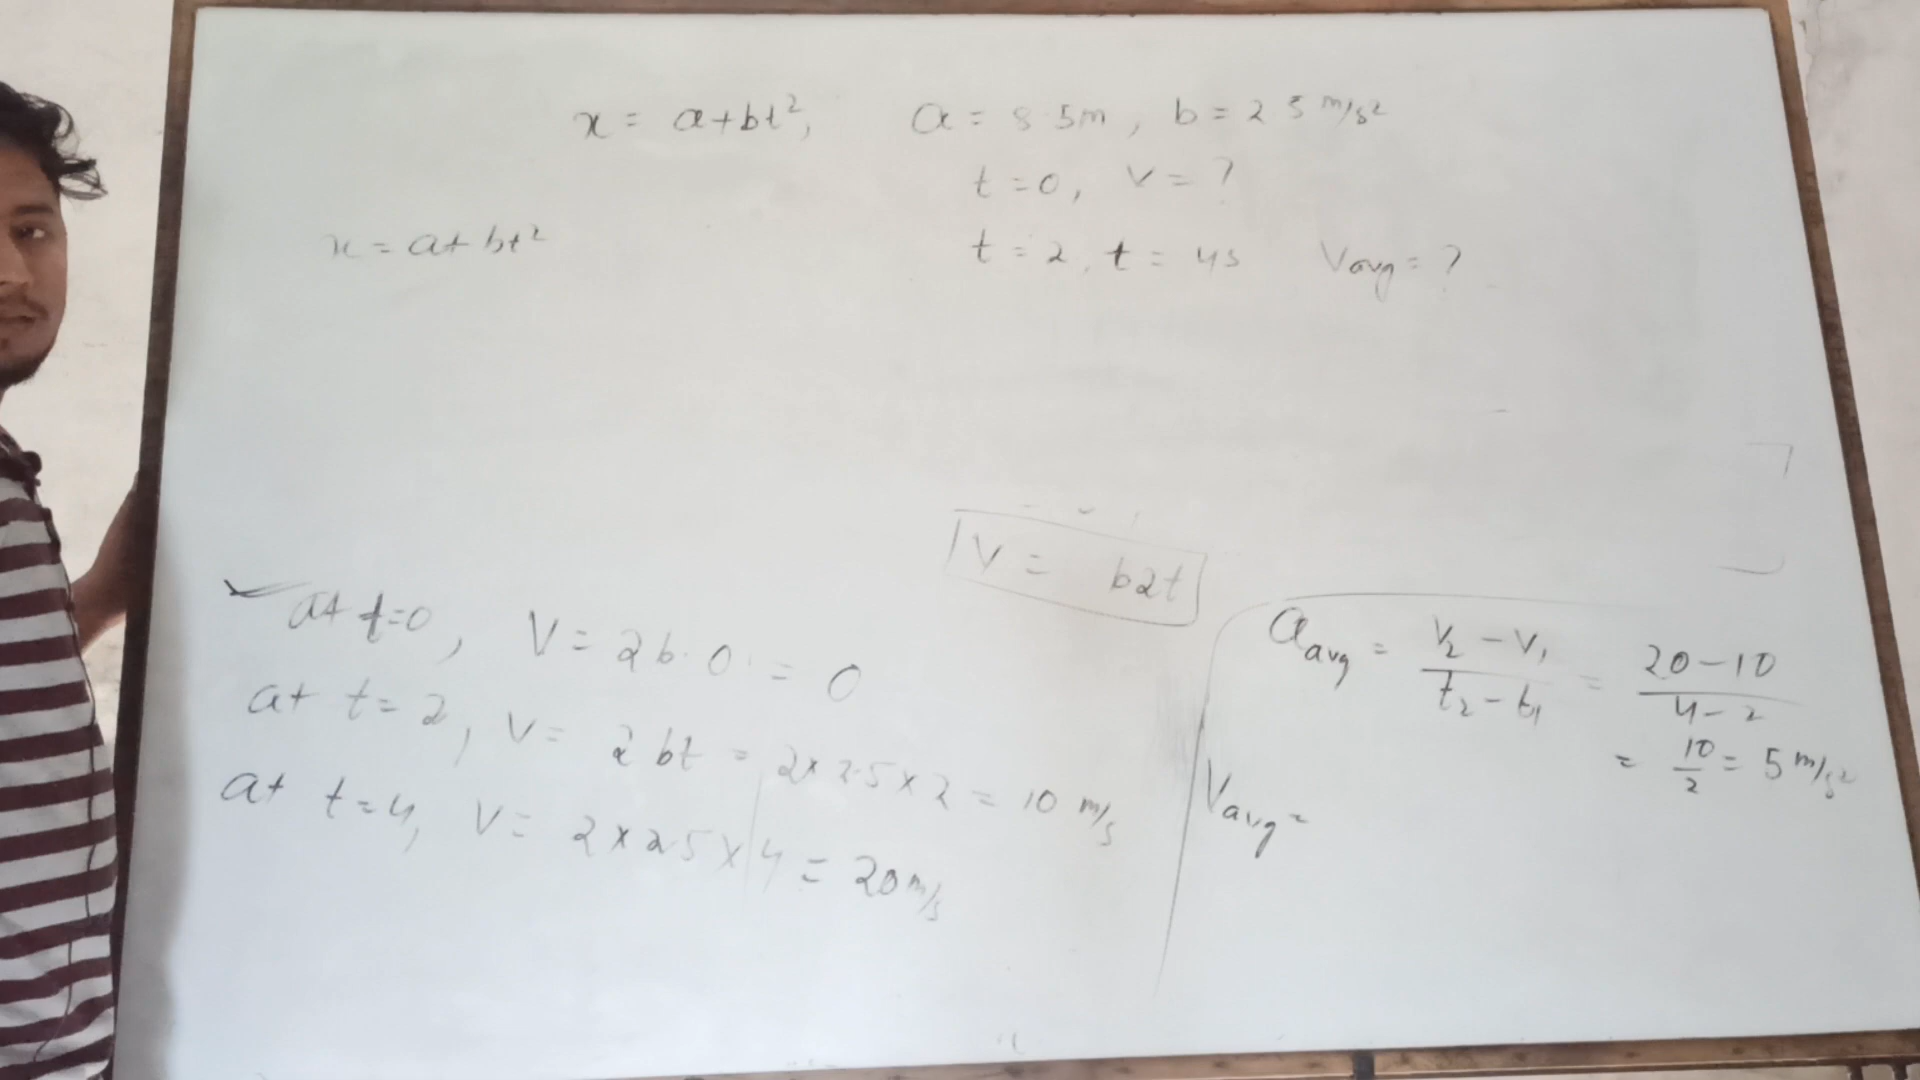 x = a+bt², a = 8.5m, b = 2.5 m/s²
t = 0, v = ?
x = a+bt²
t = 2, t = 4s Vavg = ?
V = b2t
at t=0, V = 2b·0 = 0
at t=2, V = 2bt = 2×2.5×2 = 10 m/s
at t=4, V = 2×2.5×4 = 20 m/s
aavg = V₂ - V₁ / t₂ - t₁ = 20-10 / 4-2
= 10/2 = 5 m/s²
Vavg =